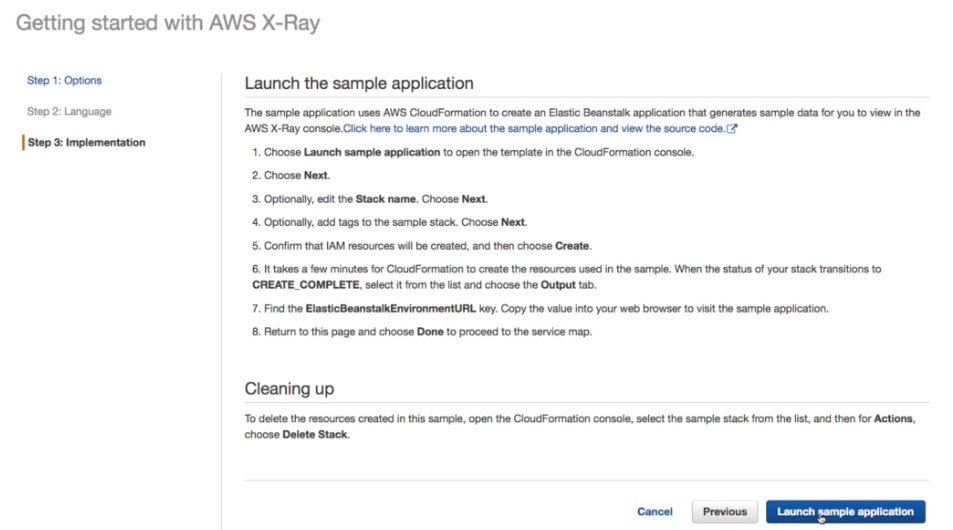 Getting started with AWS X-Ray
Step 1: Options
Step 2: Language
Step 3: Implementation
Launch the sample application
The sample application uses AWS CloudFormation to create an Elastic Beanstalk application that generates sample data for you to view in the
AWS X-Ray console.Click here to learn more about the sample application and view the source code.
1. Choose Launch sample application to open the template in the CloudFormation console.
2. Choose Next.
3. Optionally, edit the Stack name. Choose Next.
4. Optionally, add tags to the sample stack. Choose Next.
5. Confirm that IAM resources will be created, and then choose Create.
6. It takes a few minutes for CloudFormation to create the resources used in the sample. When the status of your stack transitions to
CREATE_COMPLETE, select it from the list and choose the Output tab.
7. Find the ElasticBeanstalkEnvironmentURL key. Copy the value into your web browser to visit the sample application.
8. Return to this page and choose Done to proceed to the service map.
Cleaning up
To delete the resources created in this sample, open the CloudFormation console, select the sample stack from the list, and then for Actions,
choose Delete Stack.
Cancel Previous Launch sample application